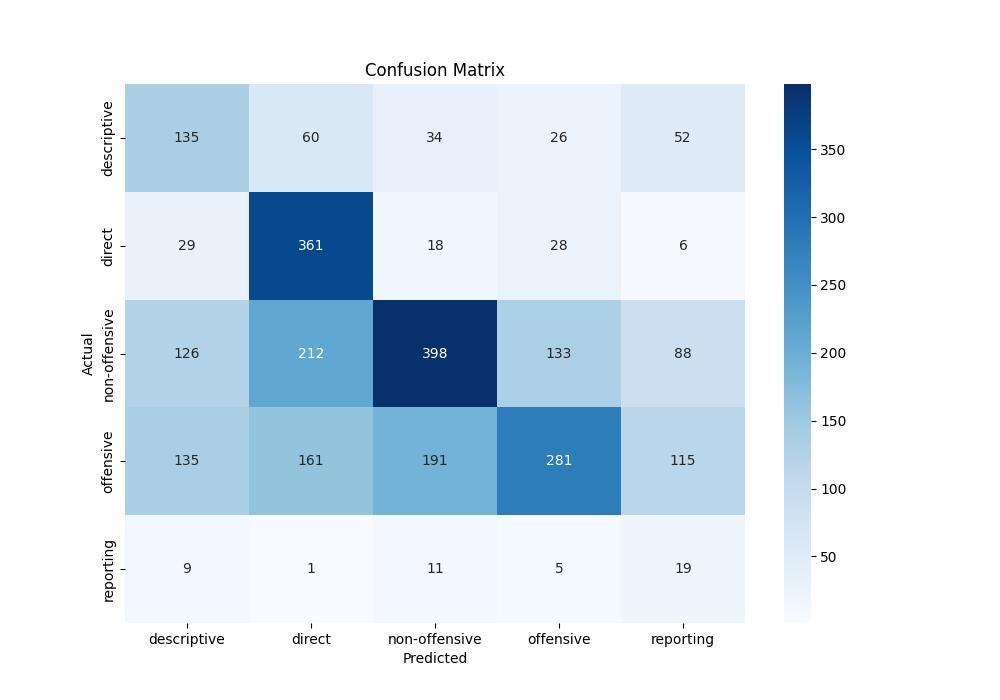 Confusion Matrix
descriptive 135 60 34 26 52
direct 29 361 18 28 6
non-offensive 126 212 398 133 88
offensive 135 161 191 281 115
reporting 9 1 11 5 19
Actual
descriptive direct non-offensive offensive reporting
Predicted
350
300
250
200
150
100
50